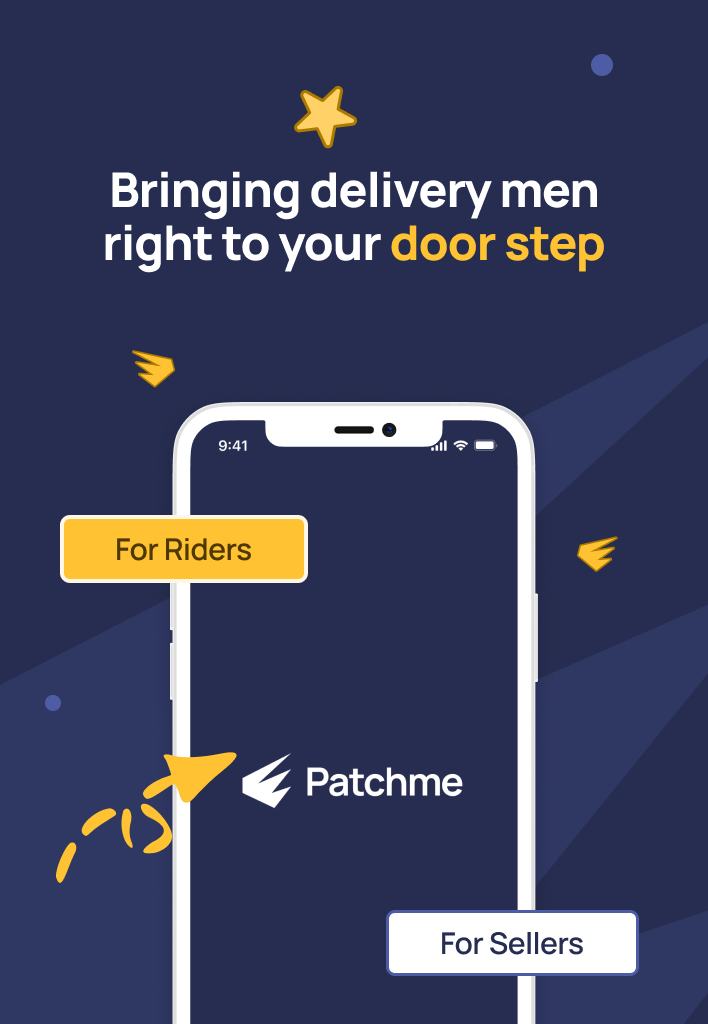 Bringing delivery men
right to your door step
9:41
For Riders
Patchme
For Sellers